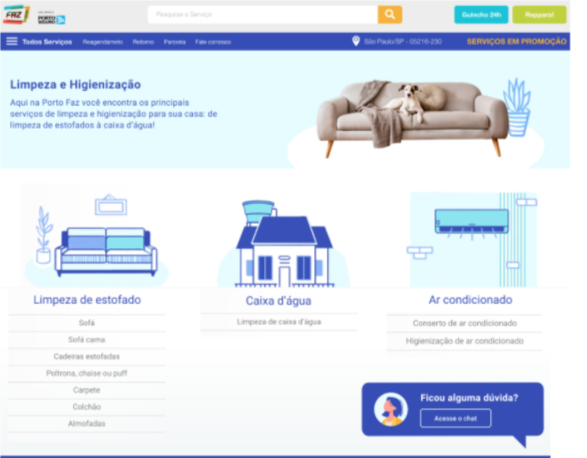 FAZ
PORTO
SEGURO
Pesquise o Serviço
Guincho 24h
Reppara!
Todos Serviços
Reagendamento
Retorno
Parceira
Fale conosco
São Paulo/SP - 05216-230
SERVIÇOS EM PROMOÇÃO
Limpeza e Higienização
Aqui na Porto Faz você encontra os principais
serviços de limpeza e higienização para sua casa: de
limpeza de estofados à caixa d'água!
Limpeza de estofado
Sofá
Sofá cama
Cadeiras estofadas
Poltrona, chaise ou puff
Carpete
Colchão
Almofadas
Caixa d'água
Limpeza de caixa d'água
Ar condicionado
Conserto de ar condicionado
Higienização de ar condicionado
Ficou alguma dúvida?
Acesse o chat